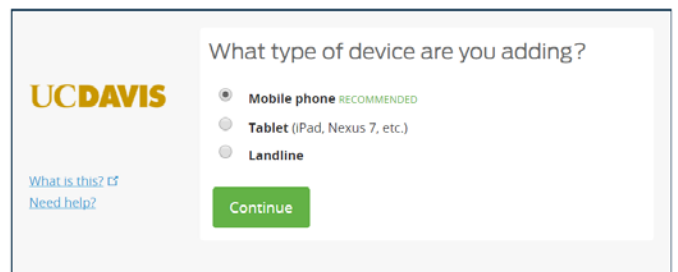 What type of device are you adding?
UCDAVIS
Mobile phone RECOMMENDED
Tablet (iPad, Nexus 7, etc.)
Landline
What is this?
Need help?
Continue